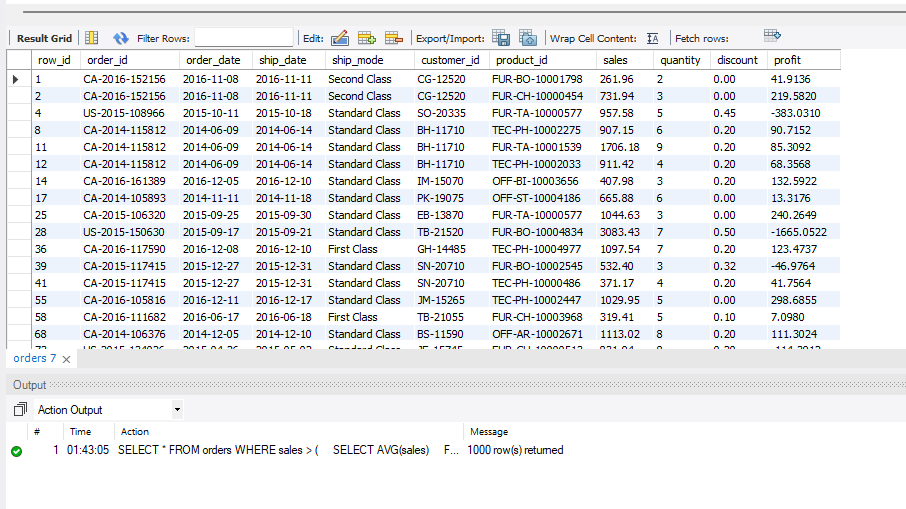 Result Grid Filter Rows: Edit: Export/Import: Wrap Cell Content: IA Fetch rows:
row_id order_id order_date ship_date ship_mode customer_id product_id sales quantity discount profit
1 CA-2016-152156 2016-11-08 2016-11-11 Second Class CG-12520 FUR-BO-10001798 261.96 2 0.00 41.9136
2 CA-2016-152156 2016-11-08 2016-11-11 Second Class CG-12520 FUR-CH-10000454 731.94 3 0.00 219.5820
4 US-2015-108966 2015-10-11 2015-10-18 Standard Class SO-20335 FUR-TA-10000577 957.58 5 0.45 -383.0310
8 CA-2014-115812 2014-06-09 2014-06-14 Standard Class BH-11710 TEC-PH-10002275 907.15 6 0.20 90.7152
11 CA-2014-115812 2014-06-09 2014-06-14 Standard Class BH-11710 FUR-TA-10001539 1706.18 9 0.20 85.3092
12 CA-2014-115812 2014-06-09 2014-06-14 Standard Class BH-11710 TEC-PH-10002033 911.42 4 0.20 68.3568
14 CA-2016-161389 2016-12-05 2016-12-10 Standard Class IM-15070 OFF-BI-10003656 407.98 3 0.20 132.5922
17 CA-2014-105893 2014-11-11 2014-11-18 Standard Class PK-19075 OFF-ST-10004186 665.88 6 0.00 13.3176
25 CA-2015-106320 2015-09-25 2015-09-30 Standard Class EB-13870 FUR-TA-10000577 1044.63 3 0.00 240.2649
28 US-2015-150630 2015-09-17 2015-09-21 Standard Class TB-21520 FUR-BO-10004834 3083.43 7 0.50 -1665.0522
36 CA-2016-117590 2016-12-08 2016-12-10 First Class GH-14485 TEC-PH-10004977 1097.54 7 0.20 123.4737
39 CA-2015-117415 2015-12-27 2015-12-31 Standard Class SN-20710 FUR-BO-10002545 532.40 3 0.32 -46.9764
41 CA-2015-117415 2015-12-27 2015-12-31 Standard Class SN-20710 TEC-PH-10000486 371.17 4 0.20 41.7564
55 CA-2016-105816 2016-12-11 2016-12-17 Standard Class JM-15265 TEC-PH-10002447 1029.95 5 0.00 298.6855
58 CA-2016-111682 2016-06-17 2016-06-18 First Class TB-21055 FUR-CH-10003968 319.41 5 0.10 7.0980
68 CA-2014-106376 2014-12-05 2014-12-10 Standard Class BS-11590 OFF-AR-10002671 1113.02 8 0.20 111.3024
orders 7
Output
Action Output
# Time Action Message
1 01:43:05 SELECT * FROM orders WHERE sales > ( SELECT AVG(sales) F... 1000 row(s) returned